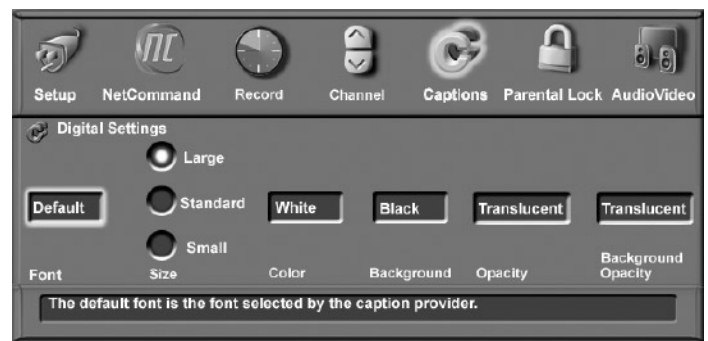 NC
Setup NetCommand Record Channel Captions Parental Lock AudioVideo
Digital Settings
Large
Standard
Small
Default White Black Translucent Translucent
Font Size Color Background Opacity Background Opacity
The default font is the font selected by the caption provider.